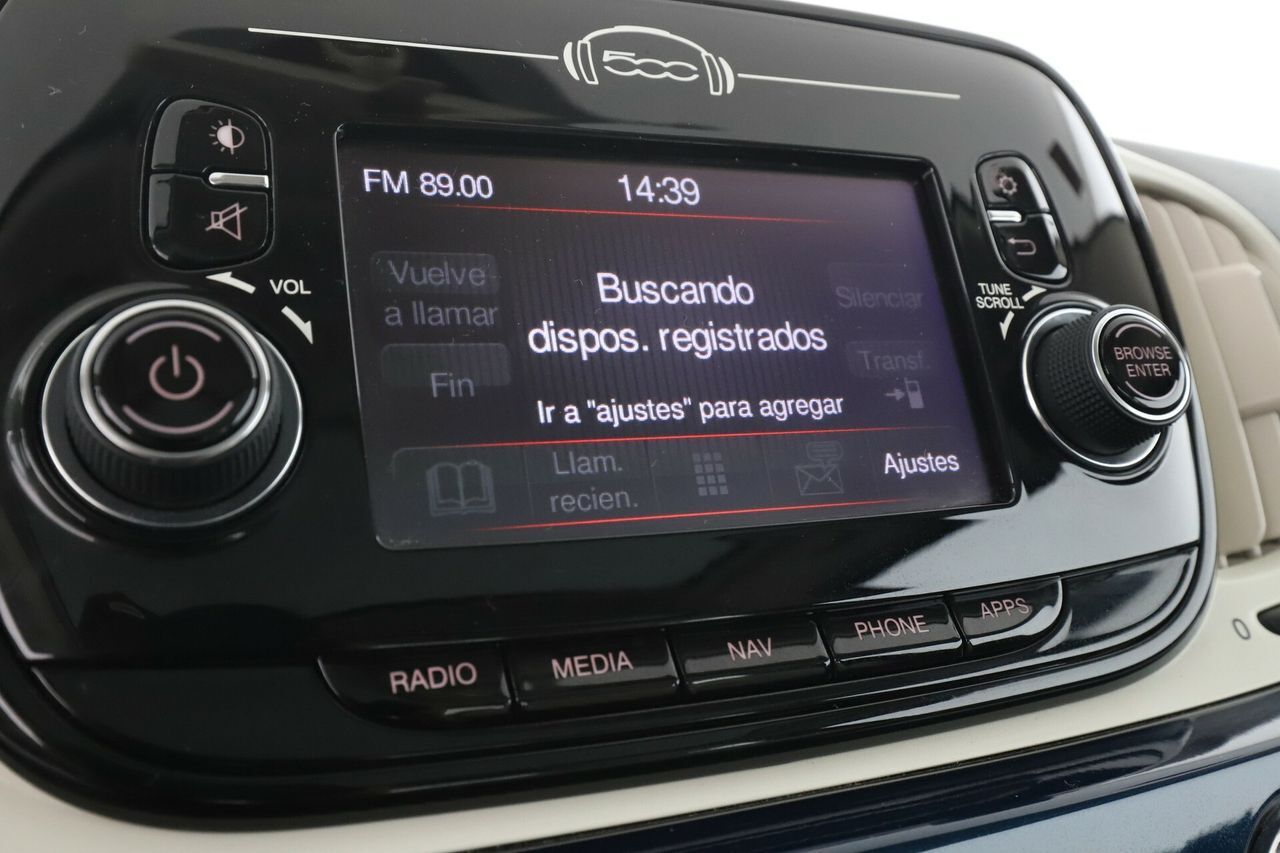 500
FM 89.00
14:39
VOL
TUNE
SCROLL
Vuelve
a llamar
Buscando
dispos. registrados
Silenciar
Fin
Transf.
Ir a "ajustes" para agregar
BROWSE
ENTER
Llam.
recien.
Ajustes
RADIO
MEDIA
NAV
PHONE
APPS
0